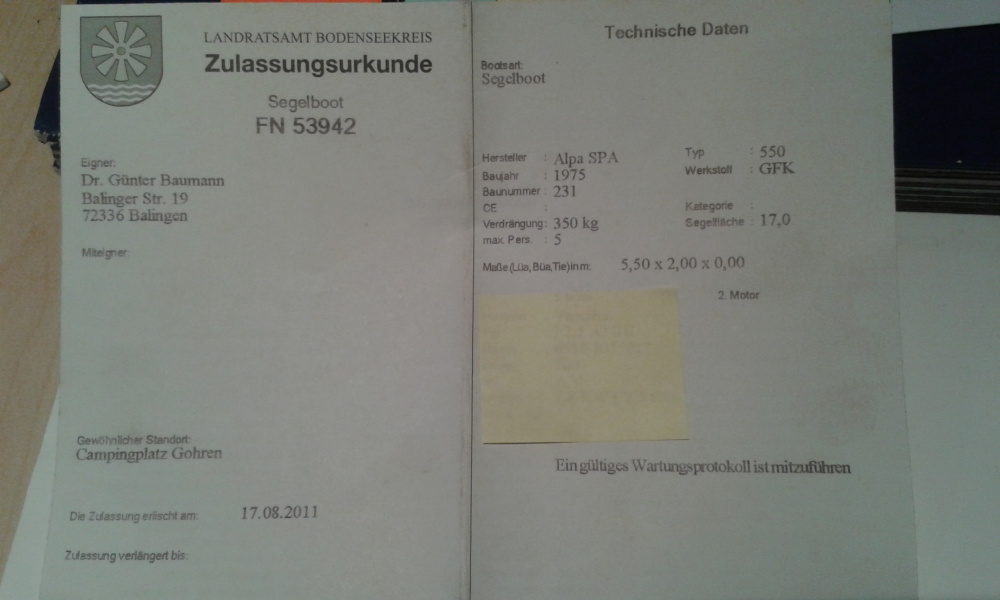 LANDRATSAMT BODENSEEKREIS
Zulassungsurkunde
Segelboot
FN 53942
Eigner:
Dr. Günter Baumann
Balinger Str. 19
72336 Balingen
Miteigner:
Gewöhnlicher Standort:
Campingplatz Gohren
Die Zulassung erlischt am: 17.08.2011
Zulassung verlängert bis:
Technische Daten
Bootsart:
Segelboot
Hersteller : Alpa SPA Typ : 550
Baujahr : 1975 Werkstoff : GFK
Baunummer : 231
CE : Kategorie :
Verdrängung : 350 kg Segelfläche : 17,0
max. Pers. : 5
Maße (Lüa, Büa, Tie) in m: 5,50 x 2,00 x 0,00
2. Motor
Ein gültiges Wartungsprotokoll ist mitzuführen